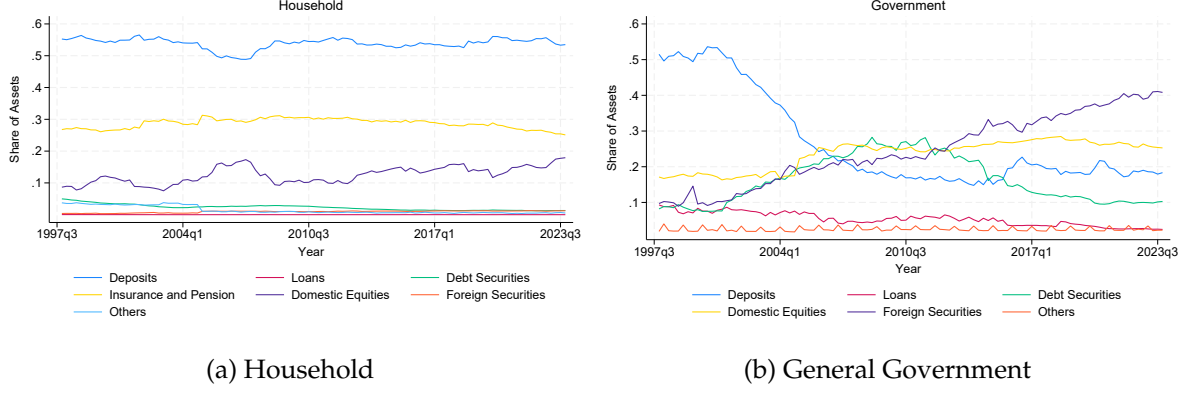 Household
.6
.5
.4
.3
.2
.1
Share of Assets
1997q3 2004q1 2010q3 2017q1 2023q3
Year
Deposits Loans Debt Securities
Insurance and Pension Domestic Equities Foreign Securities
Others
(a) Household
Government
.6
.5
.4
.3
.2
.1
Share of Assets
1997q3 2004q1 2010q3 2017q1 2023q3
Year
Deposits Loans Debt Securities
Domestic Equities Foreign Securities Others
(b) General Government